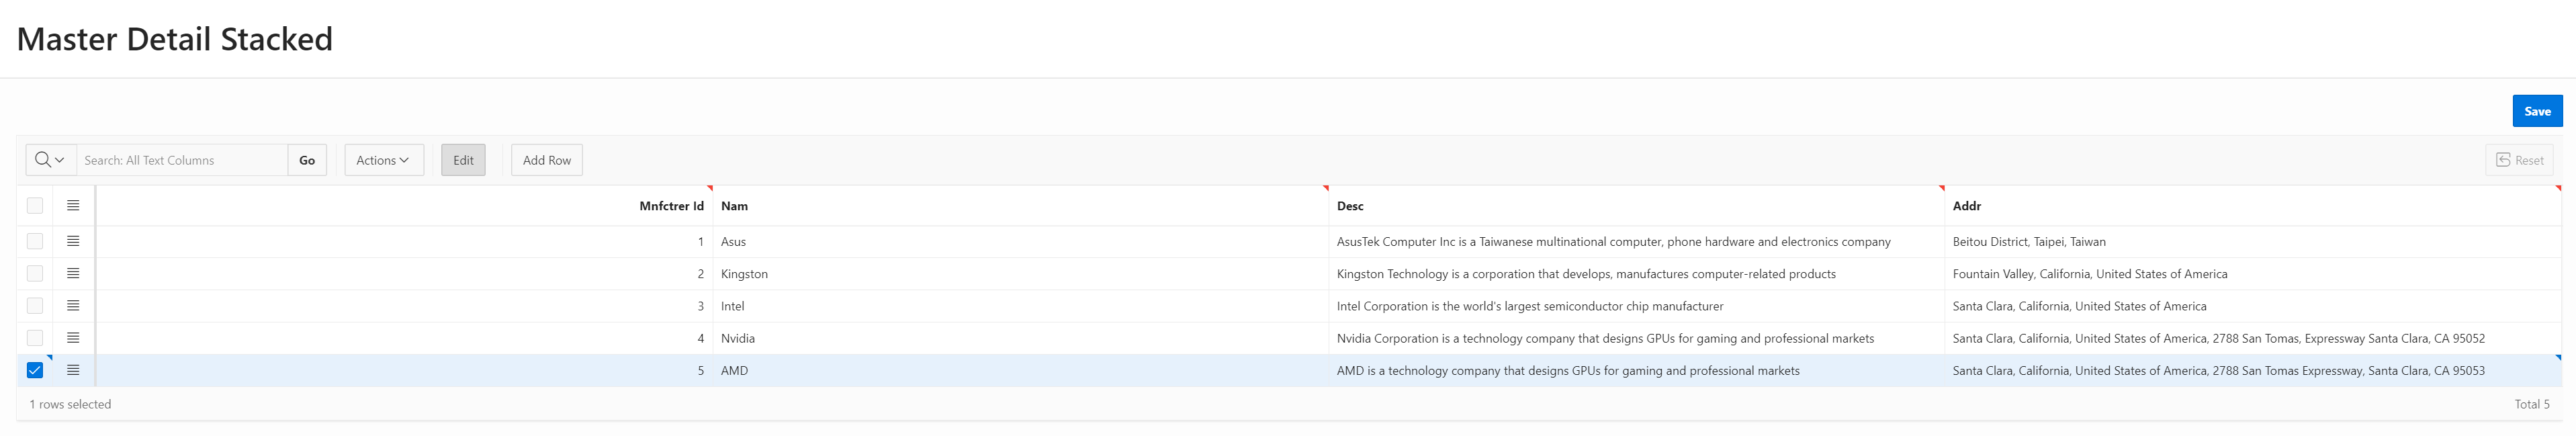 Master Detail Stacked
Save
Search: All Text Columns Go Actions Edit Add Row Reset
Mnfctrer Id Nam Desc Addr
1 Asus AsusTek Computer Inc is a Taiwanese multinational computer, phone hardware and electronics company Beitou District, Taipei, Taiwan
2 Kingston Kingston Technology is a corporation that develops, manufactures computer-related products Fountain Valley, California, United States of America
3 Intel Intel Corporation is the world's largest semiconductor chip manufacturer Santa Clara, California, United States of America
4 Nvidia Nvidia Corporation is a technology company that designs GPUs for gaming and professional markets Santa Clara, California, United States of America, 2788 San Tomas, Expressway Santa Clara, CA 95052
5 AMD AMD is a technology company that designs GPUs for gaming and professional markets Santa Clara, California, United States of America, 2788 San Tomas Expressway, Santa Clara, CA 95053
1 rows selected Total 5